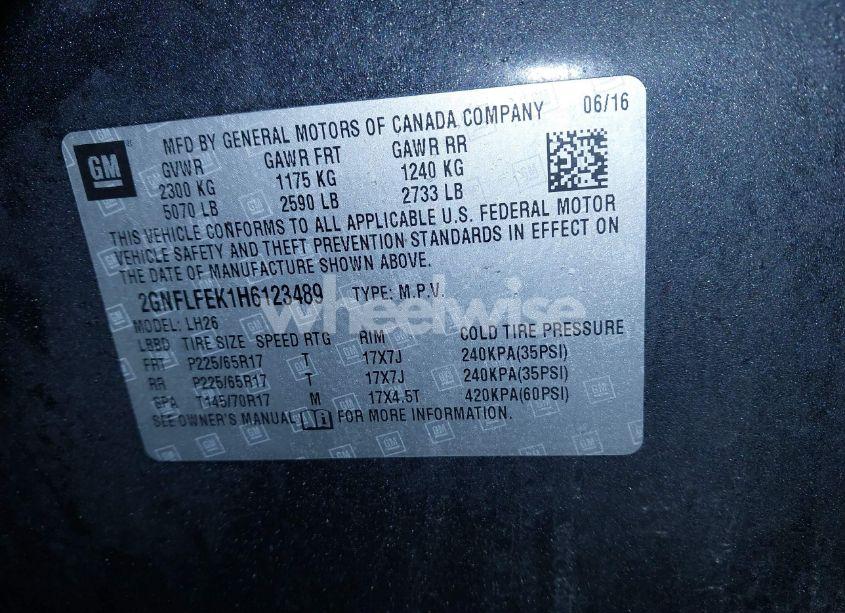 GM
MFD BY GENERAL MOTORS OF CANADA COMPANY 06/16
GVWR GAWR FRT GAWR RR
2300 KG 1175 KG 1240 KG
5070 LB 2590 LB 2733 LB
THIS VEHICLE CONFORMS TO ALL APPLICABLE U.S. FEDERAL MOTOR
VEHICLE SAFETY AND THEFT PREVENTION STANDARDS IN EFFECT ON
THE DATE OF MANUFACTURE SHOWN ABOVE.
2GNFLFEK1H6123489 TYPE: M.P.V.
wheelwise
MODEL: LH26
LBBD TIRE SIZE SPEED RTG RIM COLD TIRE PRESSURE
FRT P225/65R17 T 17X7J 240KPA(35PSI)
RR P225/65R17 T 17X7J 240KPA(35PSI)
SPA T145/70R17 M 17X4.5T 420KPA(60PSI)
SEE OWNER'S MANUAL FOR MORE INFORMATION.